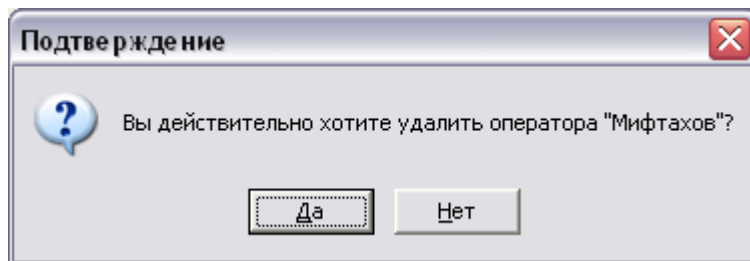 Подтверждение
Вы действительно хотите удалить оператора "Мифтахов"?
Да
Нет